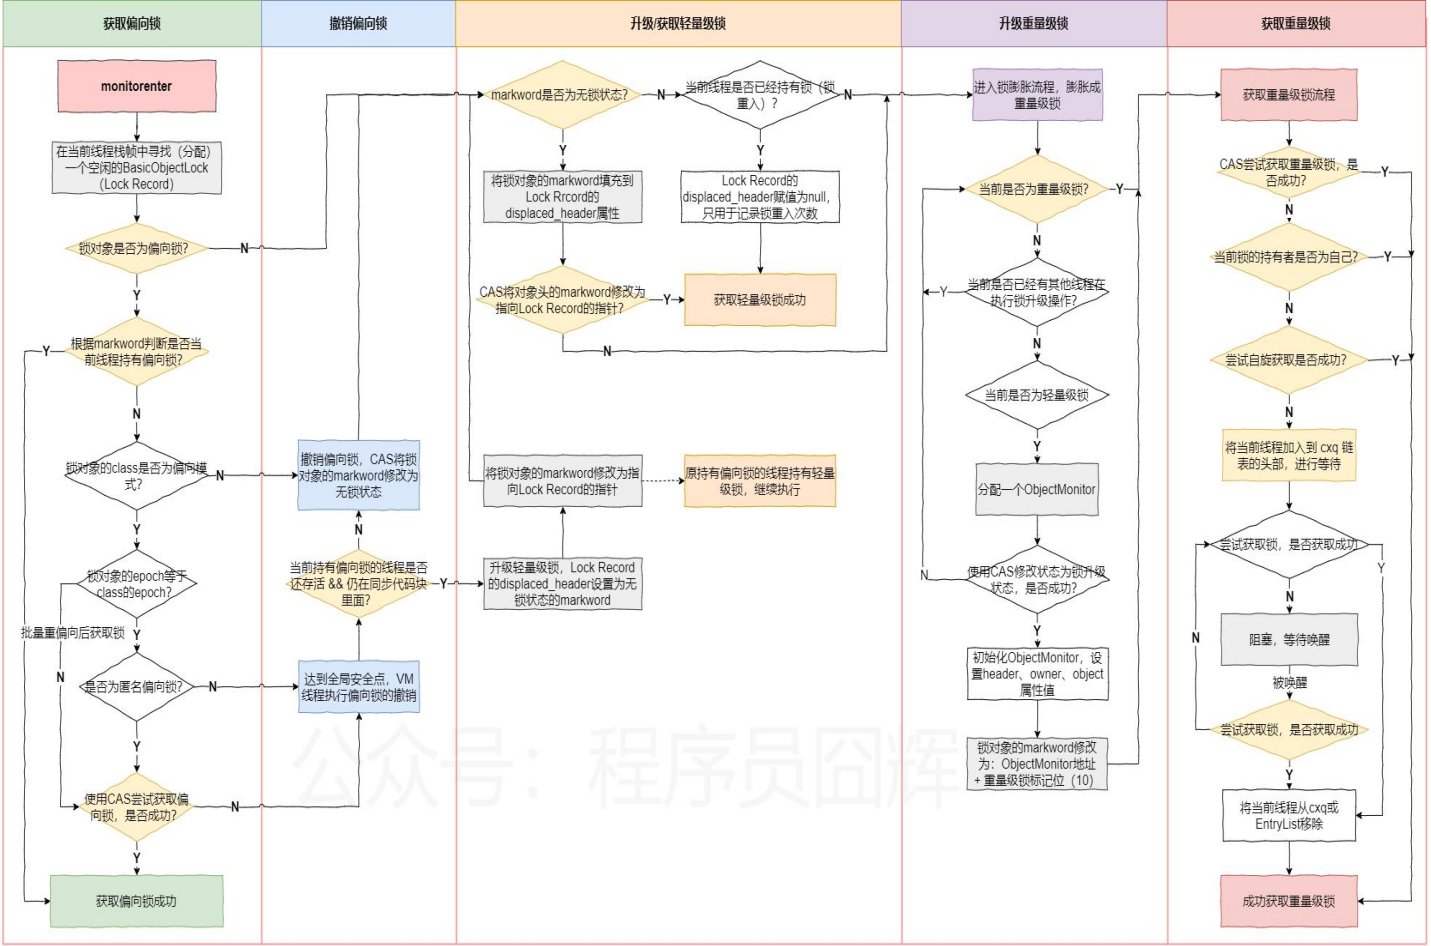 获取偏向锁
撤销偏向锁
升级/获取轻量级锁
升级重量级锁
获取重量级锁
monitorenter
在当前线程栈帧中寻找（分配）
一个空闲的BasicObjectLock
（Lock Record）
锁对象是否为偏向锁?
N
Y
根据markword判断是否当
前线程持有偏向锁?
Y
N
锁对象的class是否为偏向模
式?
N
Y
锁对象的epoch等于
class的epoch?
批量重偏向后获取锁
Y
N
是否为匿名偏向锁?
N
Y
使用CAS尝试获取偏
向锁，是否成功?
N
Y
获取偏向锁成功
撤销偏向锁，CAS将锁
对象的markword修改为
无锁状态
N
当前持有偏向锁的线程是否
还存活 && 仍在同步代码块
里面?
Y
达到全局安全点，VM
线程执行偏向锁的撤销
markword是否为无锁状态?
N
Y
当前线程是否已经持有锁（锁
重入）?
N
Y
将锁对象的markword填充到
Lock Rrcord的
displaced_header属性
Lock Record的
displaced_header赋值为null，
只用于记录锁重入次数
CAS将对象头的markword修改为
指向Lock Record的指针?
Y
N
获取轻量级锁成功
将锁对象的markword修改为指
向Lock Record的指针
原持有偏向锁的线程持有轻量
级锁，继续执行
升级轻量级锁，Lock Record
的displaced_header设置为无
锁状态的markword
进入锁膨胀流程，膨胀成
重量级锁
当前是否为重量级锁?
Y
N
当前是否已经有其他线程在
执行锁升级操作?
Y
N
当前是否为轻量级锁
Y
分配一个ObjectMonitor
使用CAS修改状态为锁升级
状态，是否成功?
N
Y
初始化ObjectMonitor，设
置header、owner、object
属性值
锁对象的markword修改
为：ObjectMonitor地址
+ 重量级锁标记位（10）
获取重量级锁流程
CAS尝试获取重量级锁，是
否成功?
Y
N
当前锁的持有者是否为自己?
Y
N
尝试自旋获取是否成功?
Y
N
将当前线程加入到 cxq 链
表的头部，进行等待
尝试获取锁，是否获取成功
Y
N
阻塞，等待唤醒
N
被唤醒
尝试获取锁，是否获取成功
Y
将当前线程从cxq或
EntryList移除
成功获取重量级锁
公众号：程序员囧辉